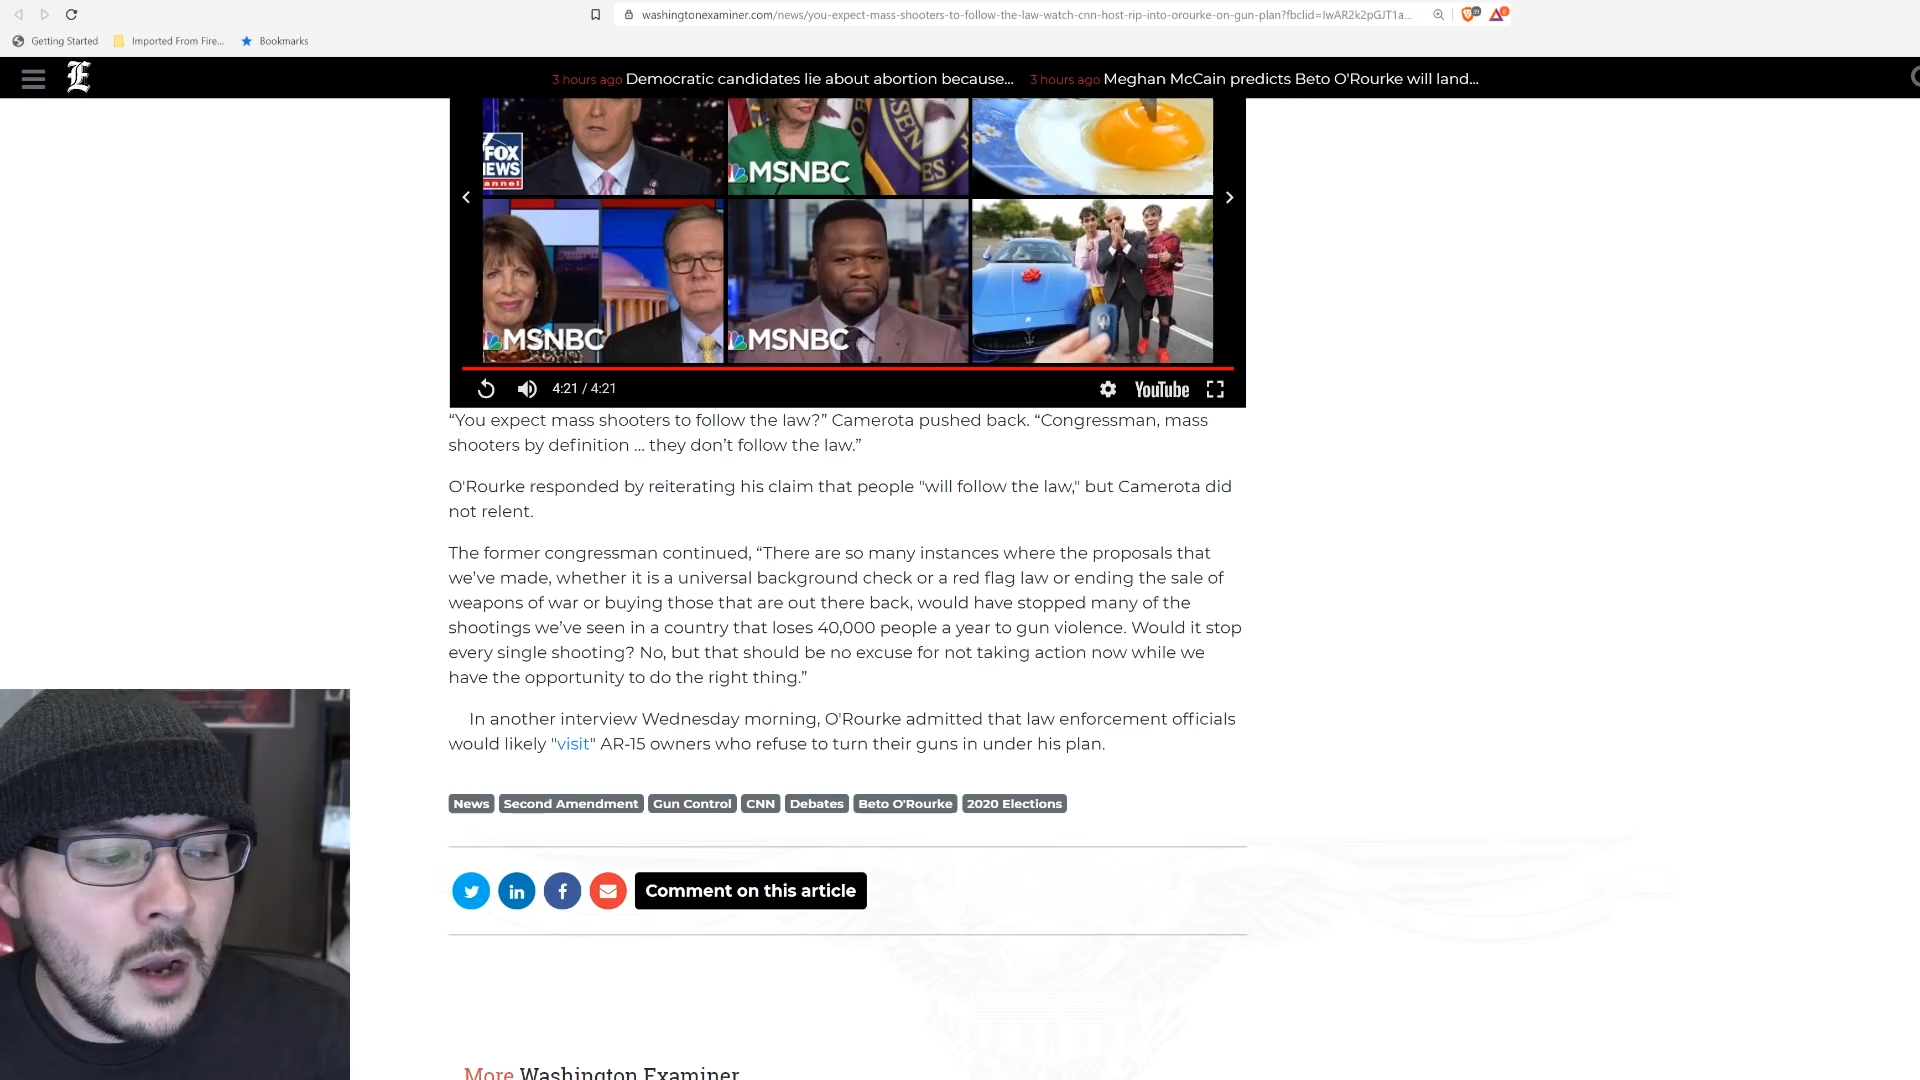 washingtonexaminer.com/news/you-expect-mass-shooters-to-follow-the-law-watch-cnn-host-rip-into-orourke-on-gun-plan?fbclid=IwAR2k2pGJT1a...
Getting Started
Imported From Fire...
Bookmarks
3 hours ago Democratic candidates lie about abortion because...
3 hours ago Meghan McCain predicts Beto O'Rourke will land...
FOX
NEWS
channel
MSNBC
MSNBC
MSNBC
4:21 / 4:21
YouTube
“You expect mass shooters to follow the law?” Camerota pushed back. “Congressman, mass
shooters by definition ... they don’t follow the law.”
O'Rourke responded by reiterating his claim that people "will follow the law," but Camerota did
not relent.
The former congressman continued, “There are so many instances where the proposals that
we’ve made, whether it is a universal background check or a red flag law or ending the sale of
weapons of war or buying those that are out there back, would have stopped many of the
shootings we’ve seen in a country that loses 40,000 people a year to gun violence. Would it stop
every single shooting? No, but that should be no excuse for not taking action now while we
have the opportunity to do the right thing.”
In another interview Wednesday morning, O'Rourke admitted that law enforcement officials
would likely "visit" AR-15 owners who refuse to turn their guns in under his plan.
News Second Amendment Gun Control CNN Debates Beto O'Rourke 2020 Elections
Comment on this article
More Washington Examiner